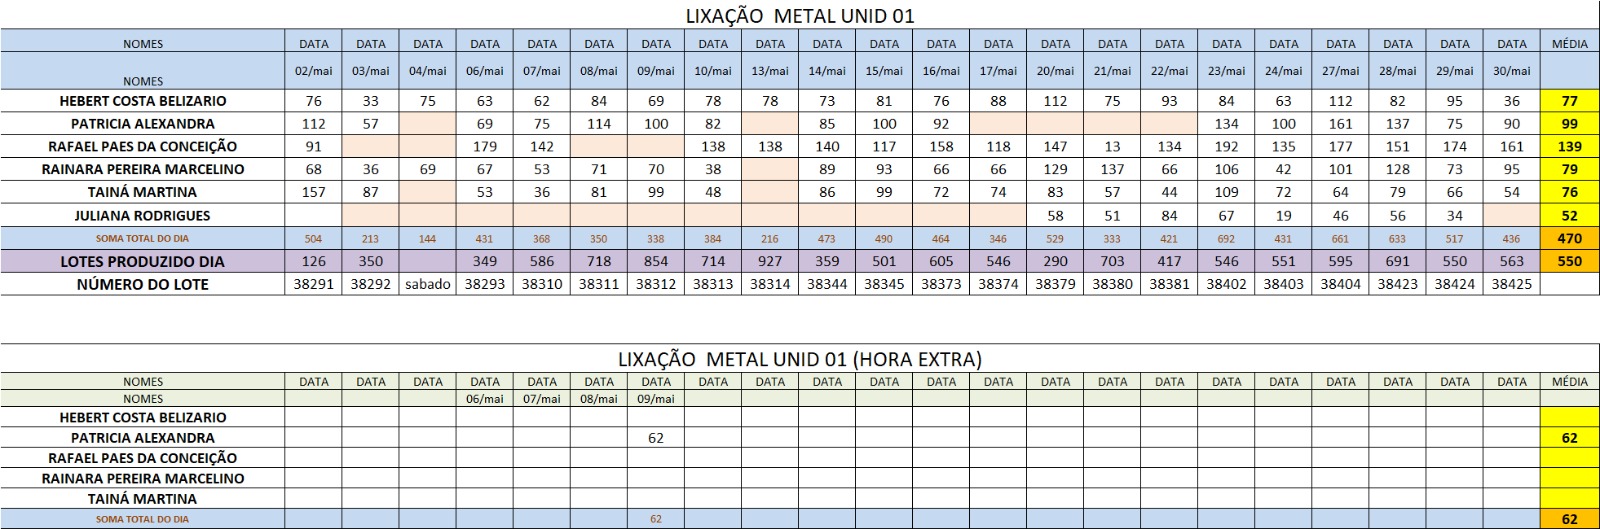 LIXAÇÃO METAL UNID 01
NOMES DATA DATA DATA DATA DATA DATA DATA DATA DATA DATA DATA DATA DATA DATA DATA DATA DATA DATA DATA DATA DATA DATA MÉDIA
NOMES 02/mai 03/mai 04/mai 06/mai 07/mai 08/mai 09/mai 10/mai 13/mai 14/mai 15/mai 16/mai 17/mai 20/mai 21/mai 22/mai 23/mai 24/mai 27/mai 28/mai 29/mai 30/mai
HEBERT COSTA BELIZARIO 76 33 75 63 62 84 69 78 78 73 81 76 88 112 75 93 84 63 112 82 95 36 77
PATRICIA ALEXANDRA 112 57 69 75 114 100 82 85 100 92 134 100 161 137 75 90 99
RAFAEL PAES DA CONCEIÇÃO 91 179 142 138 138 140 117 158 118 147 13 134 192 135 177 151 174 161 139
RAINARA PEREIRA MARCELINO 68 36 69 67 53 71 70 38 89 93 66 66 129 137 66 106 42 101 128 73 95 79
TAINÁ MARTINA 157 87 53 36 81 99 48 86 99 72 74 83 57 44 109 72 64 79 66 54 76
JULIANA RODRIGUES 58 51 84 67 19 46 56 34 52
SOMA TOTAL DO DIA 504 213 144 431 368 350 338 384 216 473 490 464 346 529 333 421 692 431 661 633 517 436 470
LOTES PRODUZIDO DIA 126 350 349 586 718 854 714 927 359 501 605 546 290 703 417 546 551 595 691 550 563 550
NÚMERO DO LOTE 38291 38292 sabado 38293 38310 38311 38312 38313 38314 38344 38345 38373 38374 38379 38380 38381 38402 38403 38404 38423 38424 38425
LIXAÇÃO METAL UNID 01 (HORA EXTRA)
NOMES DATA DATA DATA DATA DATA DATA DATA DATA DATA DATA DATA DATA DATA DATA DATA DATA DATA DATA DATA DATA DATA DATA MÉDIA
NOMES 06/mai 07/mai 08/mai 09/mai
HEBERT COSTA BELIZARIO
PATRICIA ALEXANDRA 62 62
RAFAEL PAES DA CONCEIÇÃO
RAINARA PEREIRA MARCELINO
TAINÁ MARTINA
SOMA TOTAL DO DIA 62 62